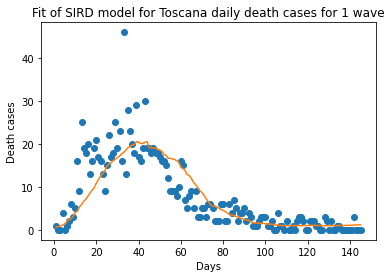 Fit of SIRD model for Toscana daily death cases for 1 wave
Death cases
40
30
20
10
0
0 20 40 60 80 100 120 140
Days